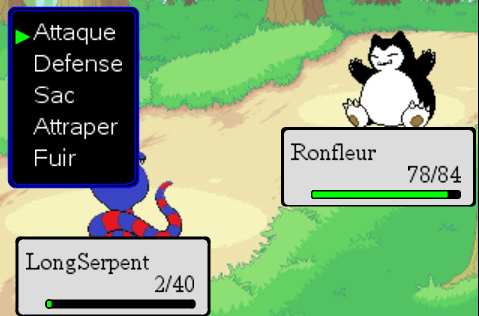 Attaque
Defense
Sac
Attraper
Fuir
Ronfleur
78/84
LongSerpent
2/40